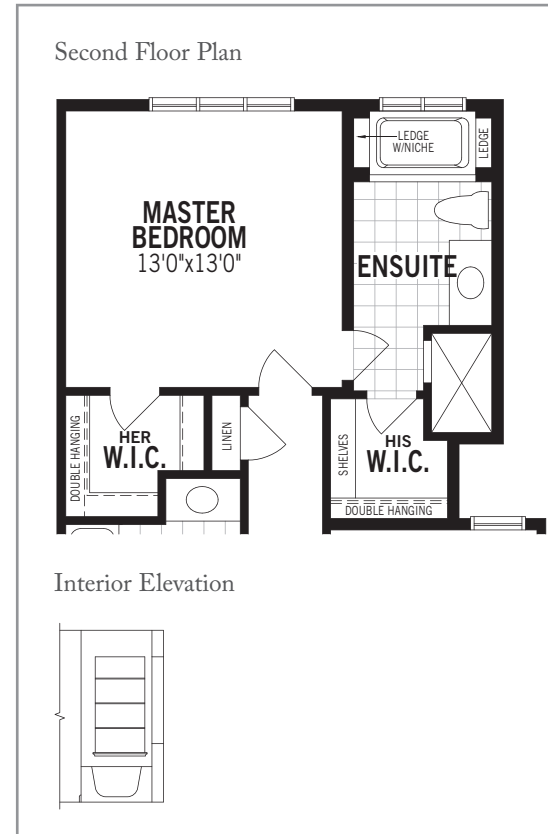 Second Floor Plan
LEDGE
W/NICHE
LEDGE
MASTER
BEDROOM
13'0"x13'0"
ENSUITE
DOUBLE HANGING
HER
W.I.C.
LINEN
SHELVES
HIS
W.I.C.
DOUBLE HANGING
Interior Elevation